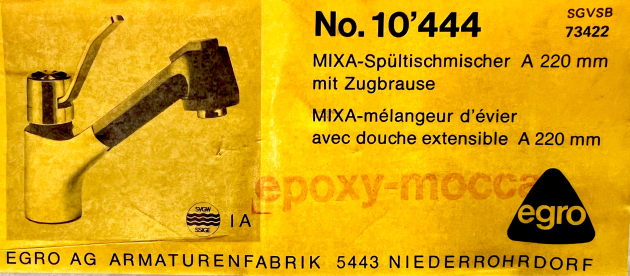 No. 10'444
SGVSB
73422
MIXA-Spültischmischer A 220 mm
mit Zugbrause
MIXA-mélangeur d'évier
avec douche extensible A 220 mm
epoxy-mocca
SVGW
SSIGE
IA
egro
EGRO AG ARMATURENFABRIK 5443 NIEDERROHRDORF